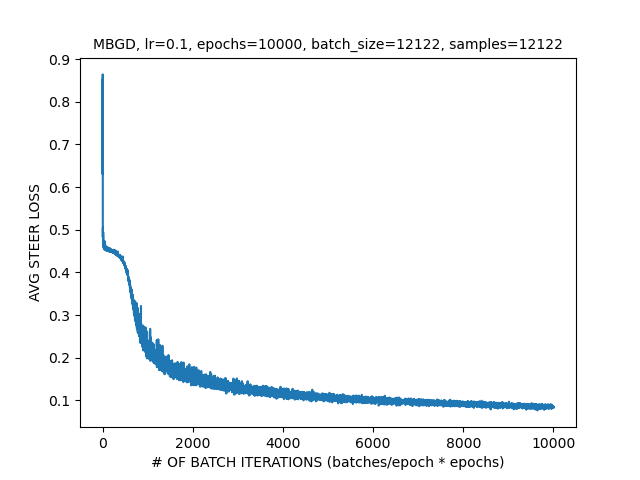 MBGD, lr=0.1, epochs=10000, batch_size=12122, samples=12122
0.9
0.8
0.7
0.6
0.5
0.4
0.3
0.2
0.1
AVG STEER LOSS
0 2000 4000 6000 8000 10000
# OF BATCH ITERATIONS (batches/epoch * epochs)